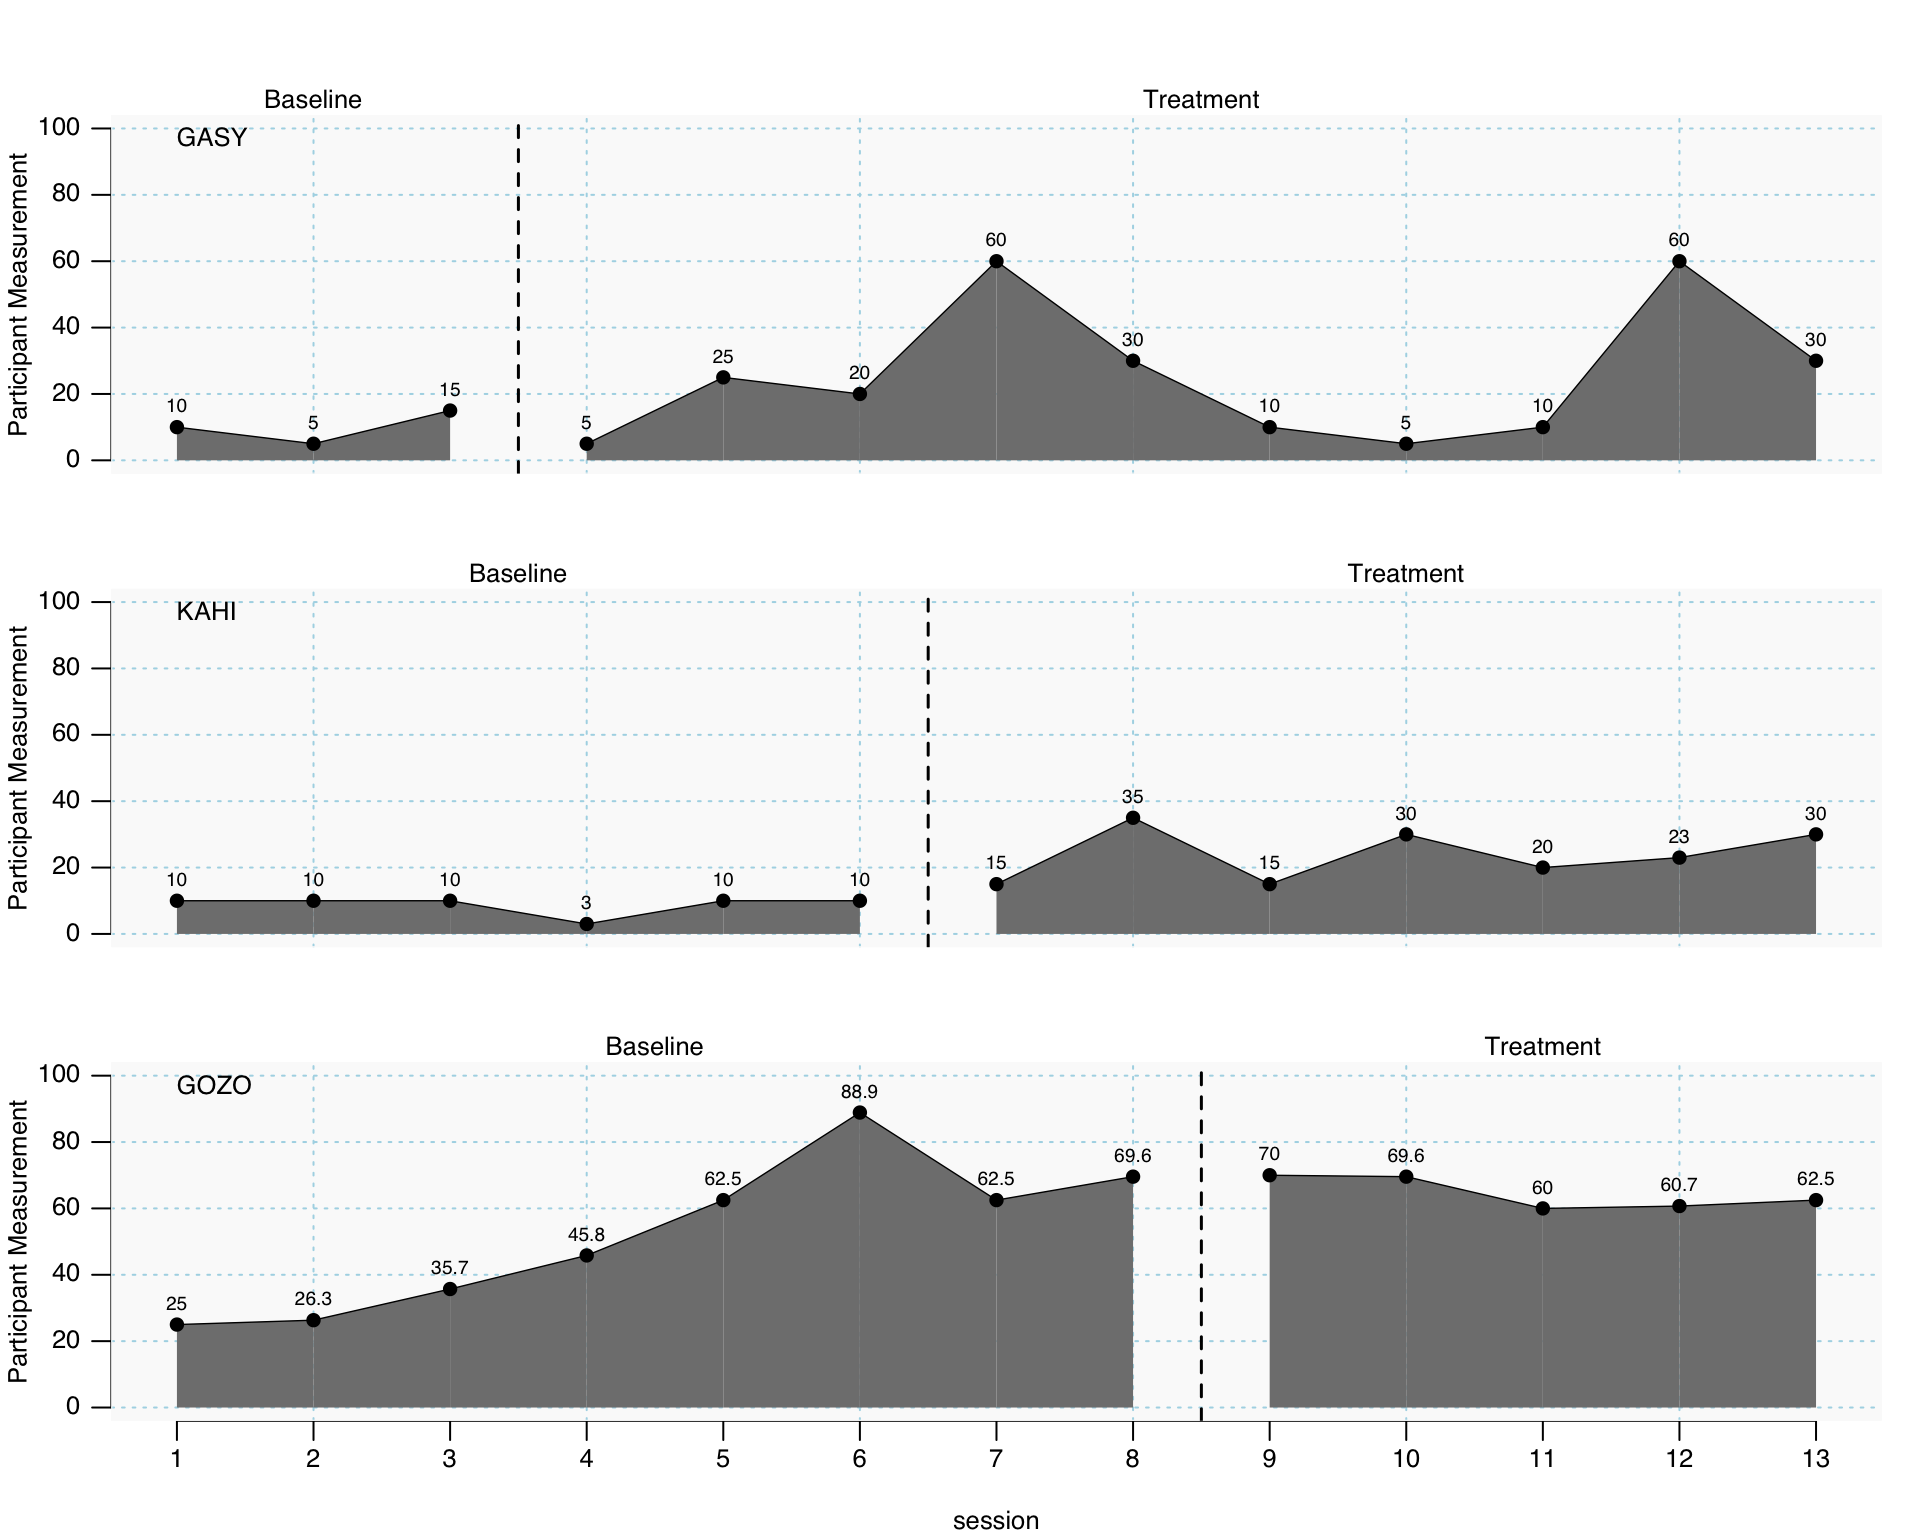 Baseline Treatment
GASY
Participant Measurement
100
80
60
40
20
0
10 5 15 5 25 20 60 30 10 5 10 60 30
Baseline Treatment
KAHI
Participant Measurement
100
80
60
40
20
0
10 10 10 3 10 10 15 35 15 30 20 23 30
Baseline Treatment
GOZO
Participant Measurement
100
80
60
40
20
0
25 26.3 35.7 45.8 62.5 88.9 62.5 69.6 70 69.6 60 60.7 62.5
1 2 3 4 5 6 7 8 9 10 11 12 13
session